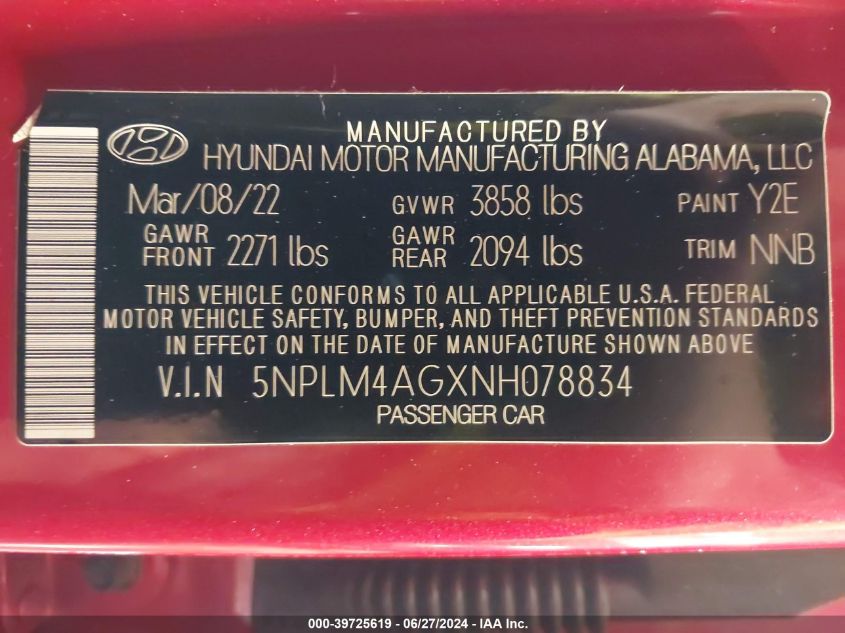 MANUFACTURED BY
HYUNDAI MOTOR MANUFACTURING ALABAMA, LLC
Mar/08/22 GVWR 3858 lbs PAINT Y2E
GAWR FRONT 2271 lbs GAWR REAR 2094 lbs TRIM NNB
THIS VEHICLE CONFORMS TO ALL APPLICABLE U.S.A. FEDERAL
MOTOR VEHICLE SAFETY, BUMPER, AND THEFT PREVENTION STANDARDS
IN EFFECT ON THE DATE OF MANUFACTURE SHOWN ABOVE
V.I.N 5NPLM4AGXNH078834
PASSENGER CAR
000-39725619 / 06/27/2024 - IAA Inc.